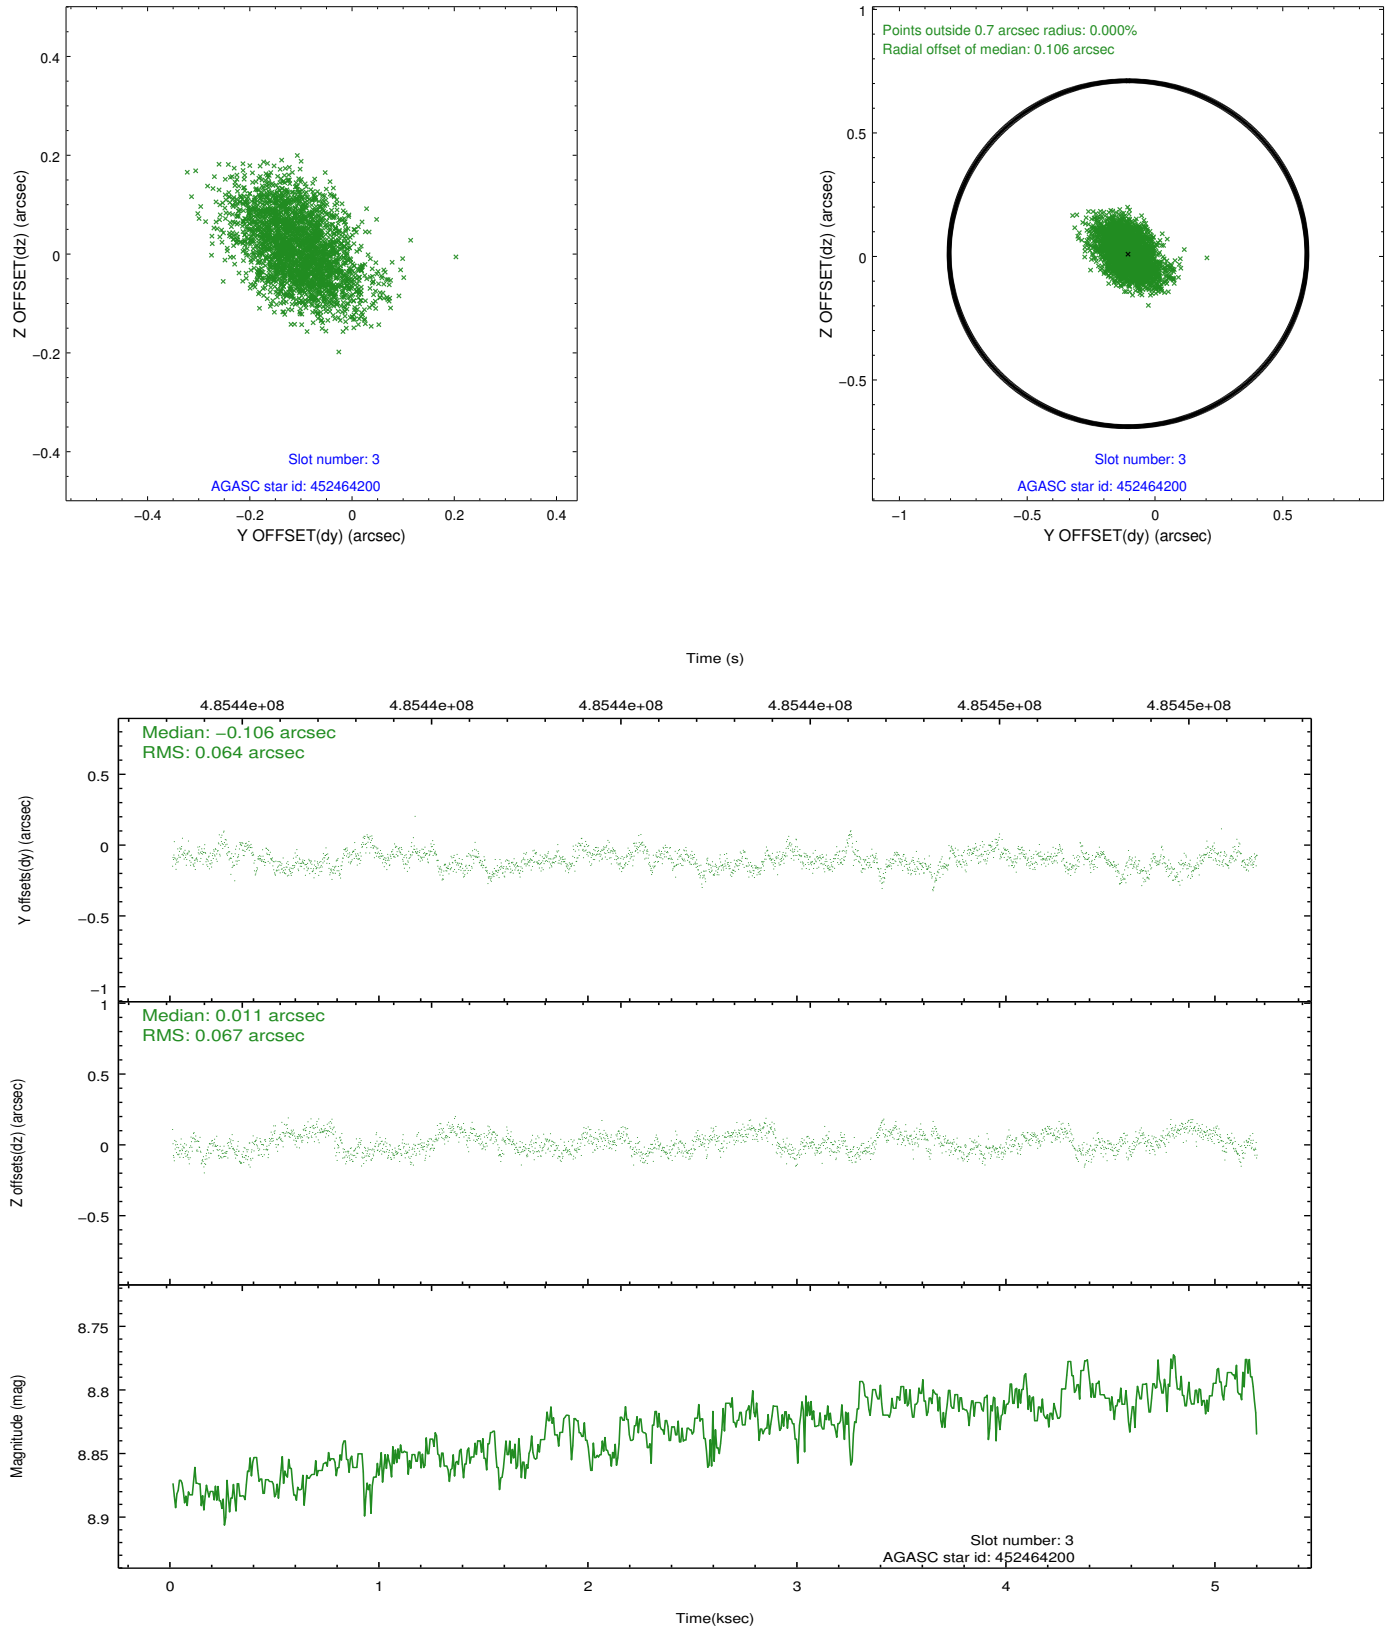 0.4
0.2
0
−0.2
−0.4
Z OFFSET(dz) (arcsec)
Slot number: 3
AGASC star id: 452464200
−0.4 −0.2 0 0.2 0.4
Y OFFSET(dy) (arcsec)
Points outside 0.7 arcsec radius: 0.000%
Radial offset of median: 0.106 arcsec
1
0.5
0
−0.5
Z OFFSET(dz) (arcsec)
Slot number: 3
AGASC star id: 452464200
−1 −0.5 0 0.5
Y OFFSET(dy) (arcsec)
Time (s)
4.8544e+08 4.8544e+08 4.8544e+08 4.8544e+08 4.8545e+08 4.8545e+08
Median: −0.106 arcsec
RMS: 0.064 arcsec
0.5
0
−0.5
−1
Y offsets(dy) (arcsec)
Median: 0.011 arcsec
RMS: 0.067 arcsec
1
0.5
0
−0.5
Z offsets(dz) (arcsec)
8.75
8.8
8.85
8.9
Magnitude (mag)
Slot number: 3
AGASC star id: 452464200
0 1 2 3 4 5
Time(ksec)